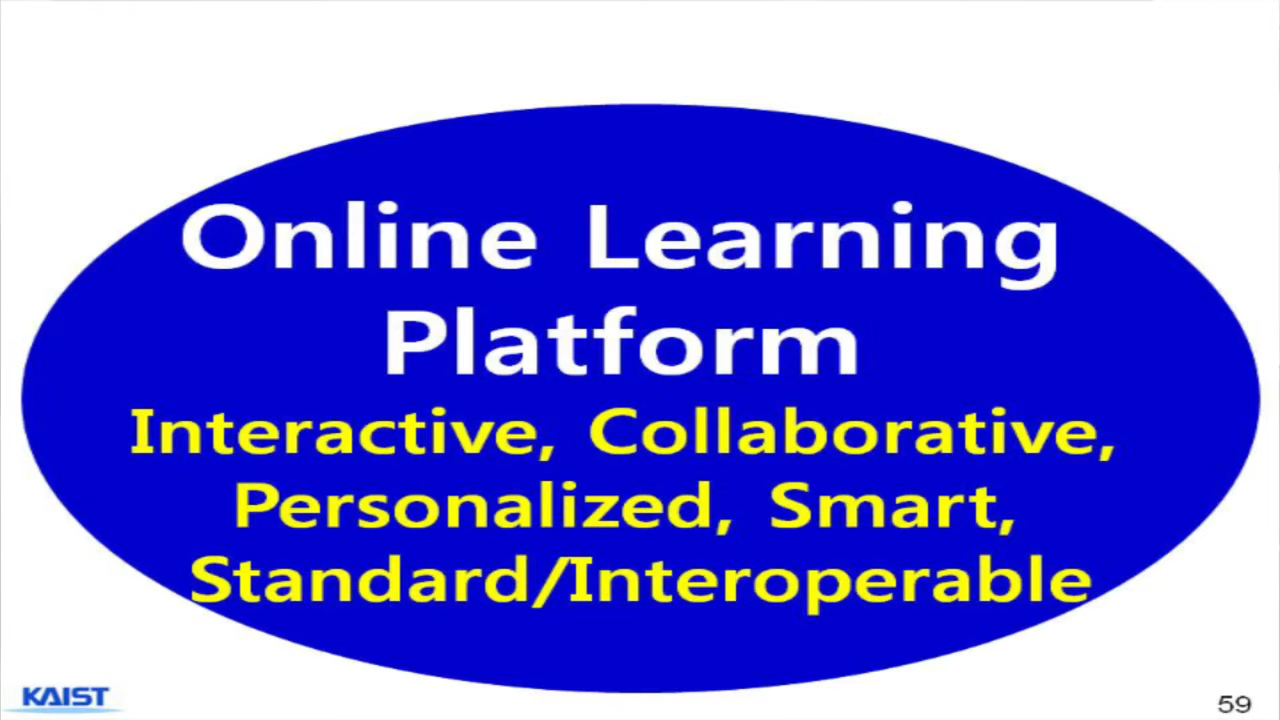 Online Learning
Platform
Interactive, Collaborative,
Personalized, Smart,
Standard/Interoperable
KAIST
59